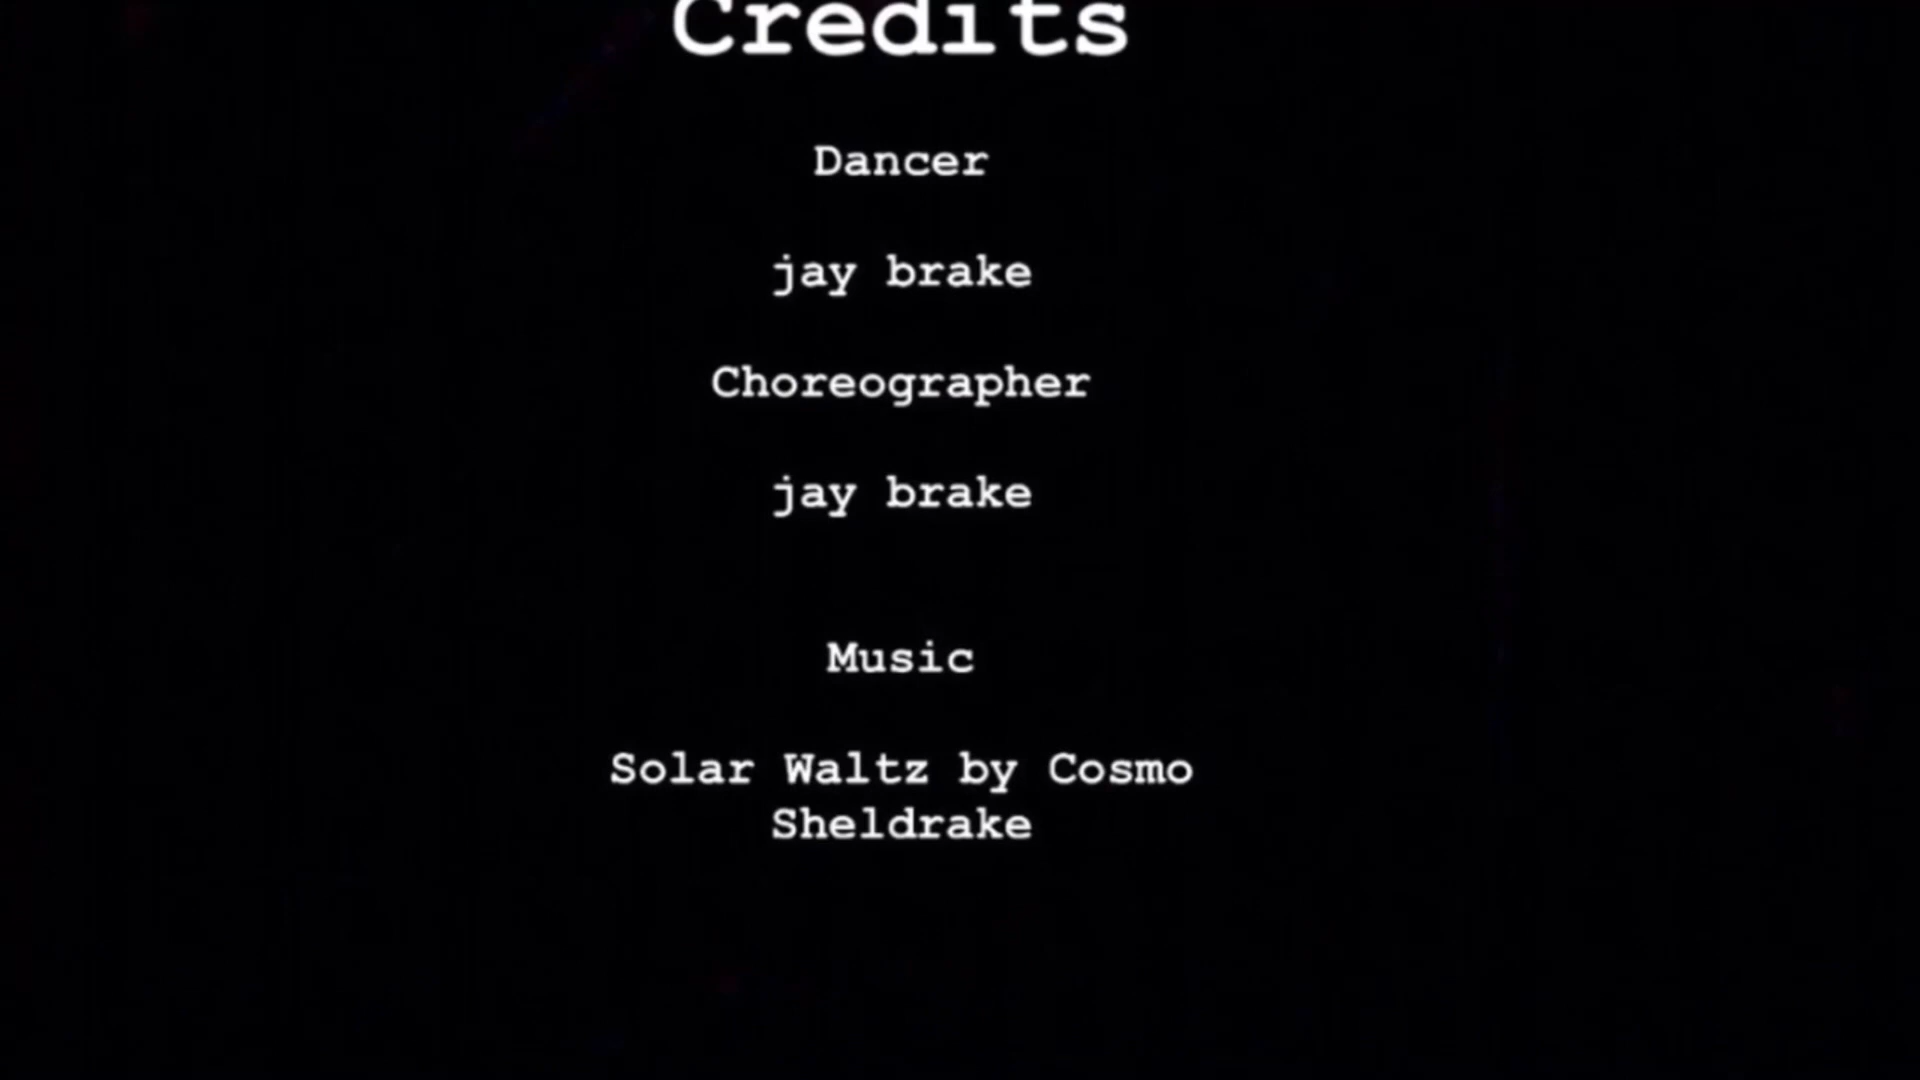 Credits
Dancer
jay brake
Choreographer
jay brake
Music
Solar Waltz by Cosmo
Sheldrake